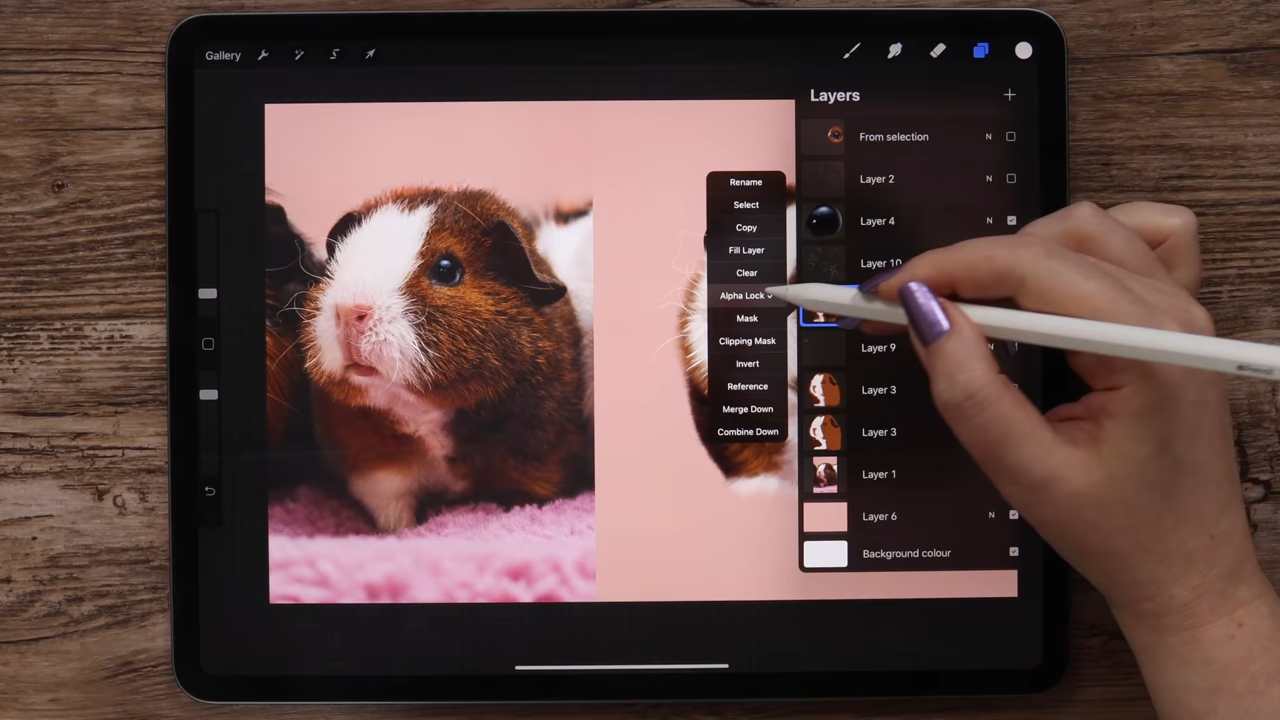 Gallery
Layers
From selection N
Layer 2 N
Layer 4 N
Layer 10
Layer 9 N
Layer 3
Layer 3
Layer 1
Layer 6 N
Background colour
Rename
Select
Copy
Fill Layer
Clear
Alpha Lock
Mask
Clipping Mask
Invert
Reference
Merge Down
Combine Down